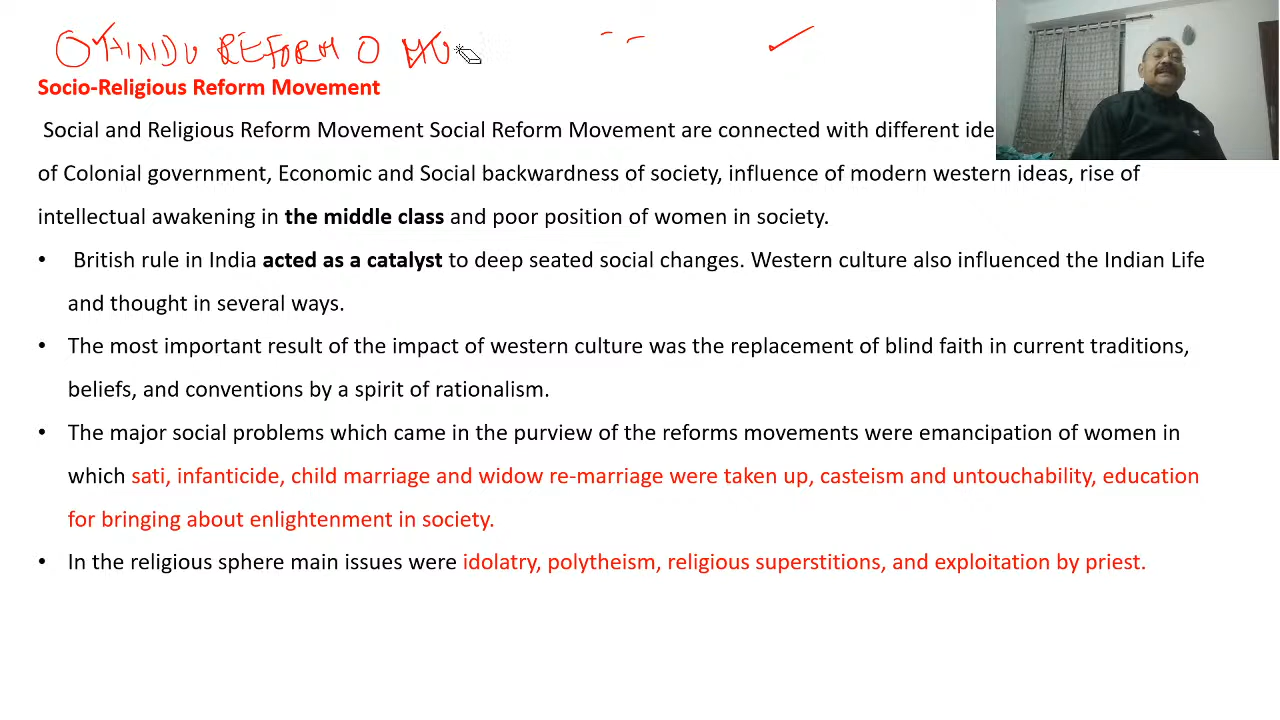 HINDU REFORM
Socio-Religious Reform Movement
Social and Religious Reform Movement Social Reform Movement are connected with different ide
of Colonial government, Economic and Social backwardness of society, influence of modern western ideas, rise of
intellectual awakening in the middle class and poor position of women in society.
• British rule in India acted as a catalyst to deep seated social changes. Western culture also influenced the Indian Life
and thought in several ways.
• The most important result of the impact of western culture was the replacement of blind faith in current traditions,
beliefs, and conventions by a spirit of rationalism.
• The major social problems which came in the purview of the reforms movements were emancipation of women in
which sati, infanticide, child marriage and widow re-marriage were taken up, casteism and untouchability, education
for bringing about enlightenment in society.
• In the religious sphere main issues were idolatry, polytheism, religious superstitions, and exploitation by priest.